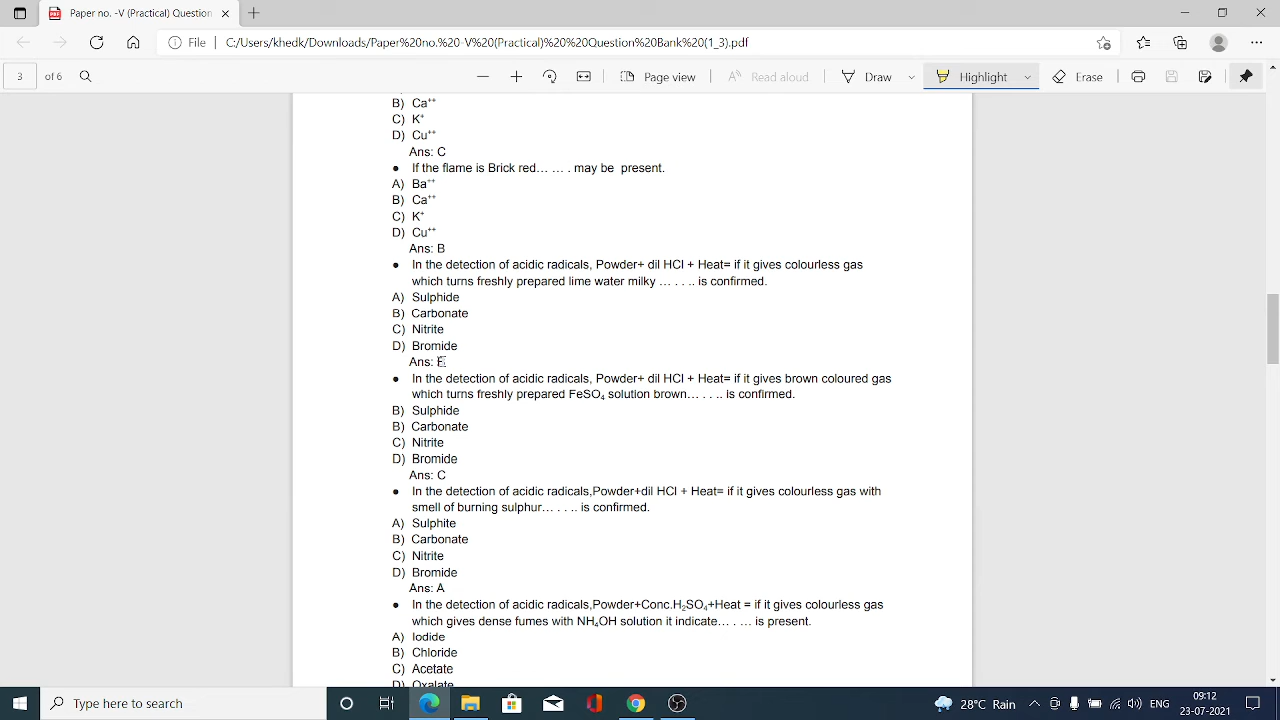 Paper no. -V (Practical) Question
File
C:/Users/khedk/Downloads/Paper%20no.%20-V%20(Practical)%20%20Question%20Bank%20(1_3).pdf
3 of 6
Page view
Read aloud
Draw
Highlight
Erase
B) Ca++
C) K+
D) Cu++
Ans: C
● If the flame is Brick red… … . may be present.
A) Ba++
B) Ca++
C) K+
D) Cu++
Ans: B
● In the detection of acidic radicals, Powder+ dil HCl + Heat= if it gives colourless gas
which turns freshly prepared lime water milky … . . .. is confirmed.
A) Sulphide
B) Carbonate
C) Nitrite
D) Bromide
Ans:
● In the detection of acidic radicals, Powder+ dil HCl + Heat= if it gives brown coloured gas
which turns freshly prepared FeSO4 solution brown… . . .. is confirmed.
B) Sulphide
B) Carbonate
C) Nitrite
D) Bromide
Ans: C
● In the detection of acidic radicals,Powder+dil HCl + Heat= if it gives colourless gas with
smell of burning sulphur… . . .. is confirmed.
A) Sulphite
B) Carbonate
C) Nitrite
D) Bromide
Ans: A
● In the detection of acidic radicals,Powder+Conc.H2SO4+Heat = if it gives colourless gas
which gives dense fumes with NH4OH solution it indicate… . … is present.
A) Iodide
B) Chloride
C) Acetate
D) Oxalate
Type here to search
28°C Rain
ENG
09:12
23-07-2021